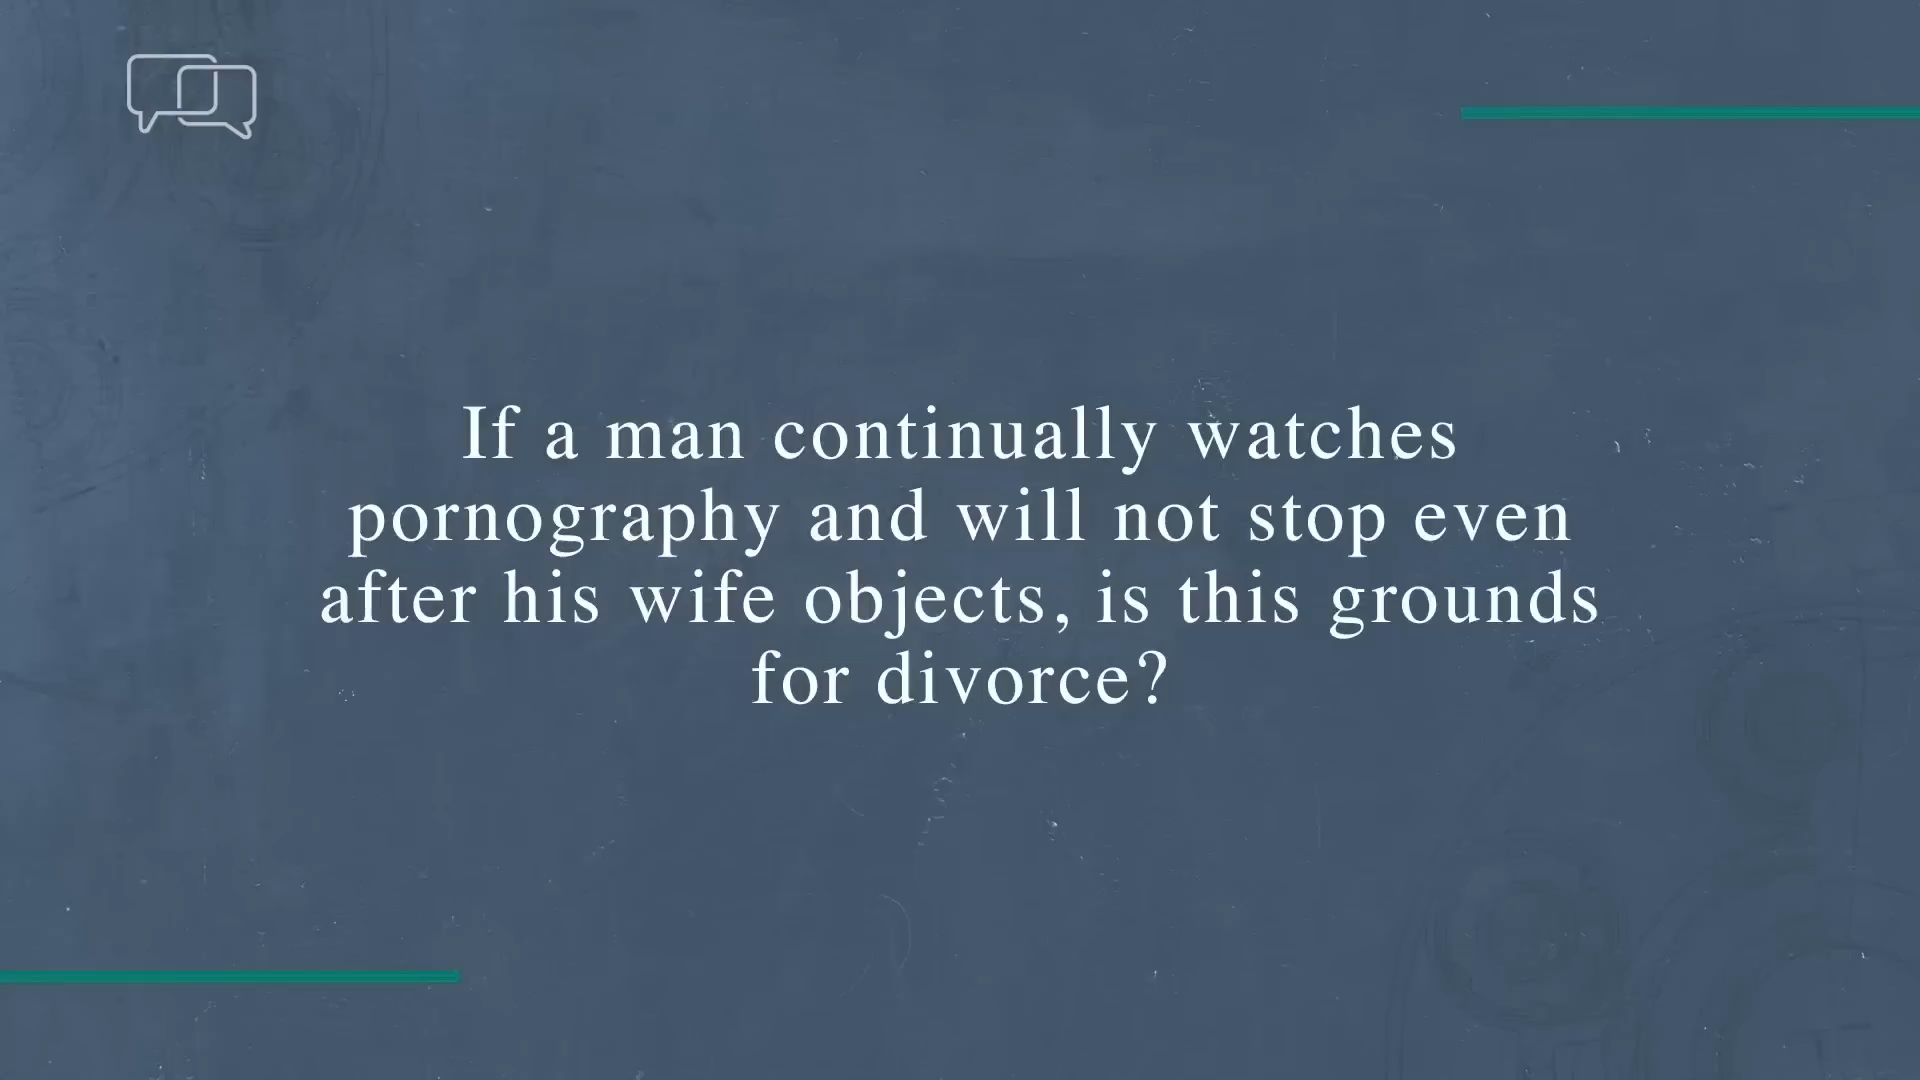 If a man continually watches
pornography and will not stop even
after his wife objects, is this grounds
for divorce?